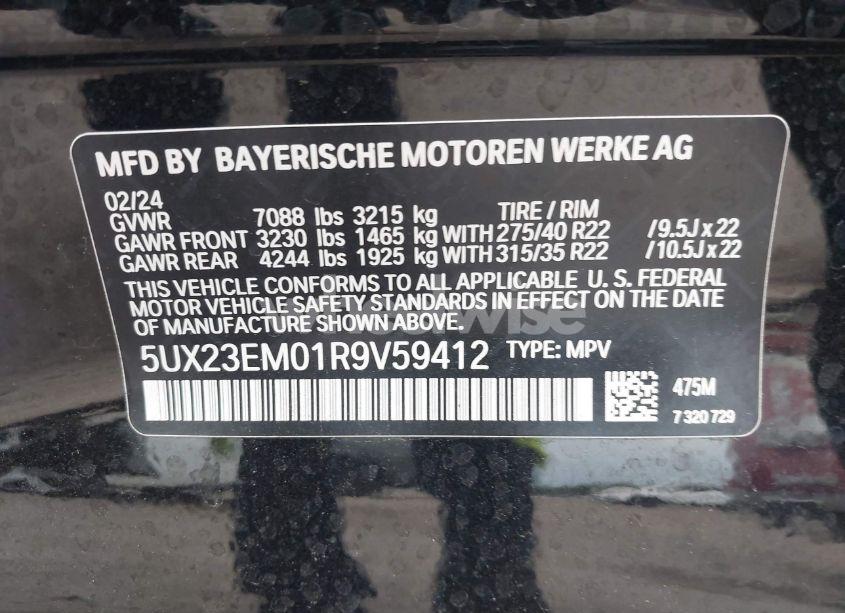 MFD BY BAYERISCHE MOTOREN WERKE AG
02/24
GVWR 7088 lbs 3215 kg TIRE / RIM
GAWR FRONT 3230 lbs 1465 kg WITH 275/40 R22 /9.5J x 22
GAWR REAR 4244 lbs 1925 kg WITH 315/35 R22 /10.5J x 22
THIS VEHICLE CONFORMS TO ALL APPLICABLE U. S. FEDERAL
MOTOR VEHICLE SAFETY STANDARDS IN EFFECT ON THE DATE
OF MANUFACTURE SHOWN ABOVE.
5UX23EM01R9V59412 TYPE: MPV
475M
7 320 729